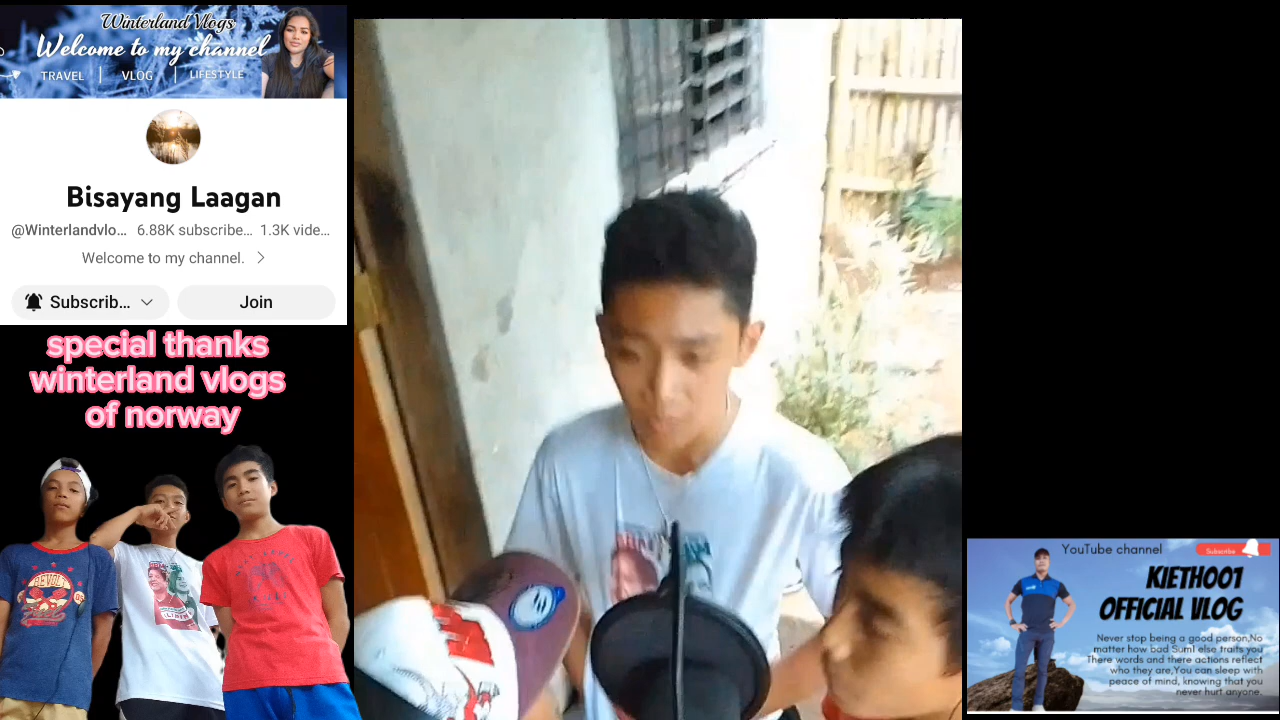 Winterland Vlogs
Welcome to my channel
TRAVEL | VLOG | LIFESTYLE
Bisayang Laagan
@Winterlandvlo... 6.88K subscribe... 1.3K vide...
Welcome to my channel.
Subscrib... Join
special thanks
winterland vlogs
of norway
REVOLT
YouTube channel
Subscribe
KIETH001
OFFICIAL VLOG
Never stop being a good person,No
matter how bad Suml else traits you
There words and there actions reflect
who they are,You can sleep with
peace of mind, knowing that you
never hurt anyone.